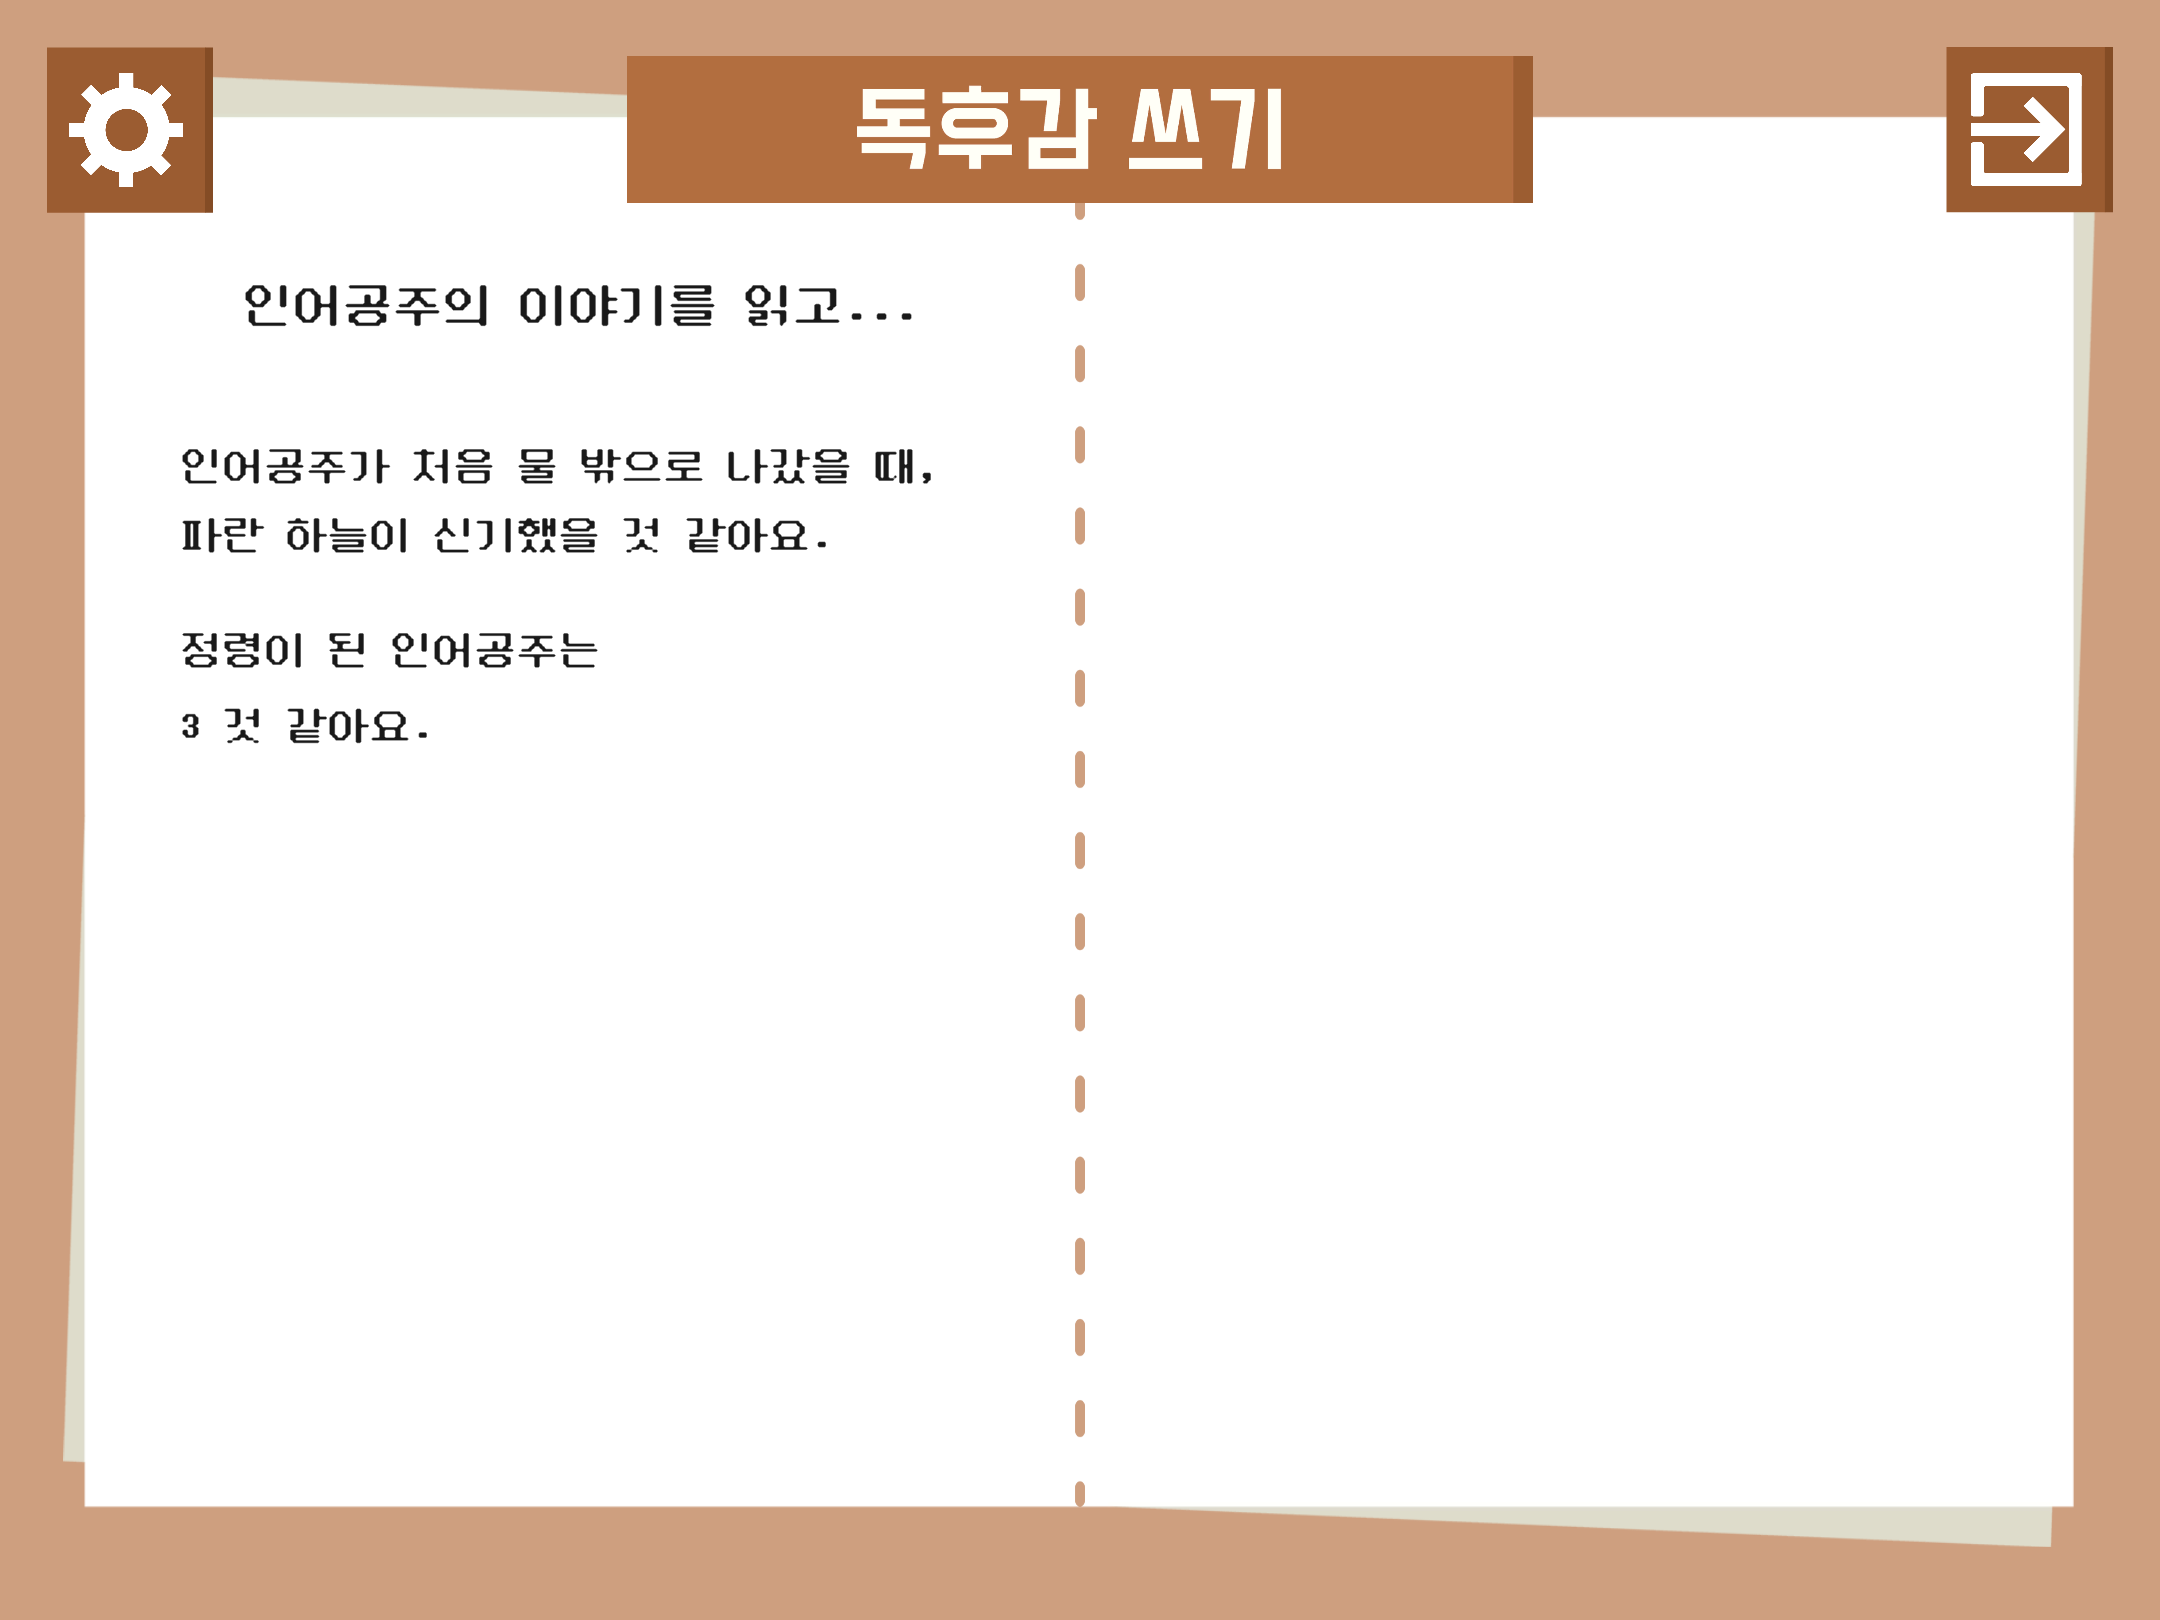 독후감 쓰기
인어공주의 이야기를 읽고...
인어공주가 처음 물 밖으로 나갔을 때,
파란 하늘이 신기했을 것 같아요.
정령이 된 인어공주는
3 것 같아요.